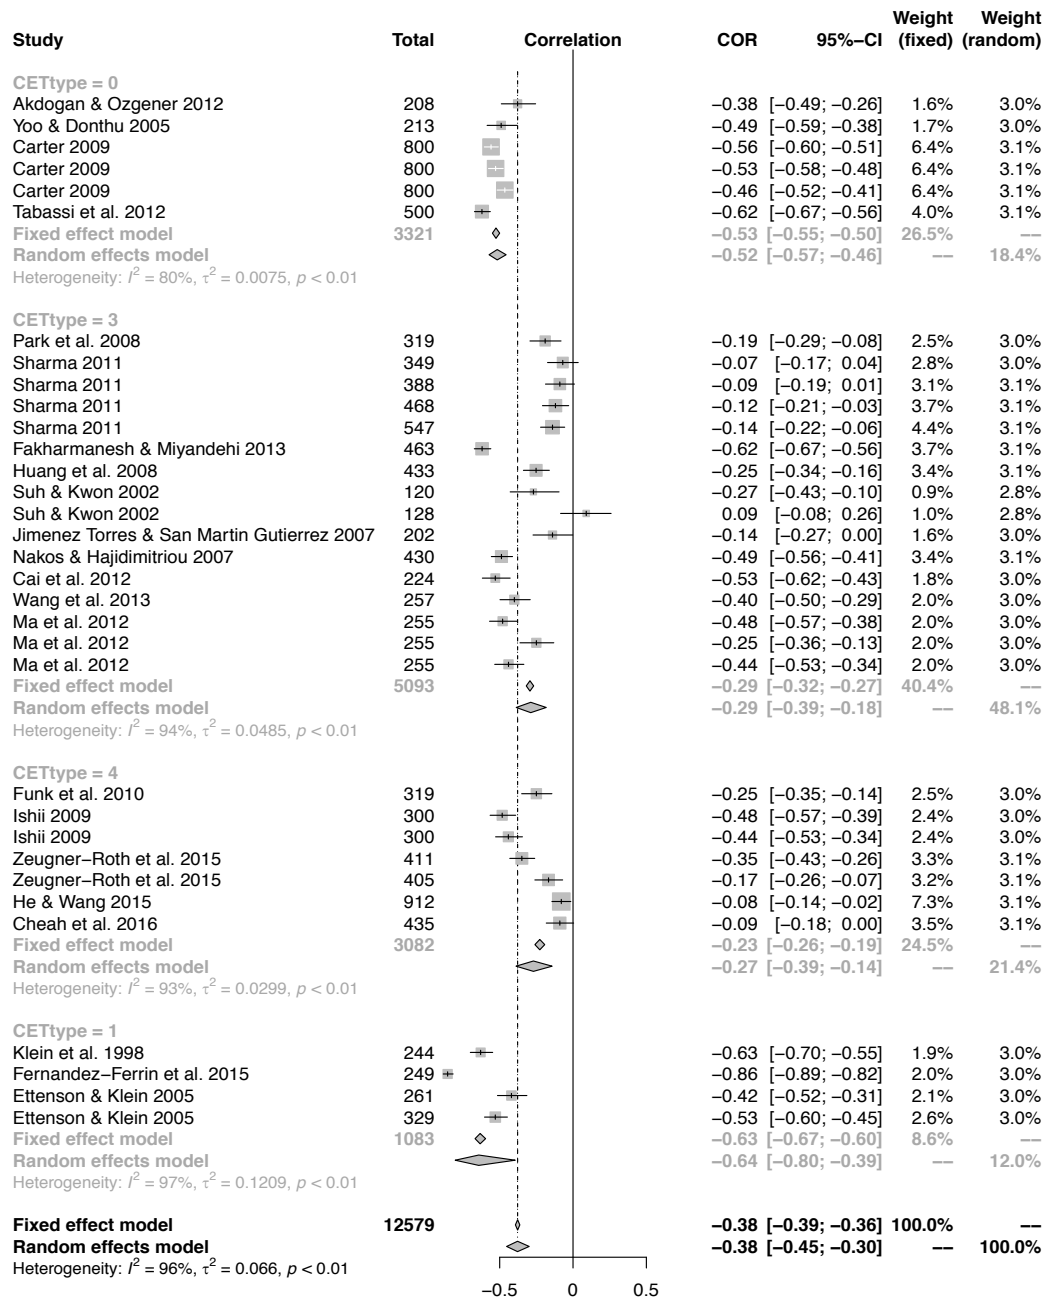 Weight Weight
Study Total Correlation COR 95%−CI (fixed) (random)
CETtype = 0
Akdogan & Ozgener 2012 208 −0.38 [−0.49; −0.26] 1.6% 3.0%
Yoo & Donthu 2005 213 −0.49 [−0.59; −0.38] 1.7% 3.0%
Carter 2009 800 −0.56 [−0.60; −0.51] 6.4% 3.1%
Carter 2009 800 −0.53 [−0.58; −0.48] 6.4% 3.1%
Carter 2009 800 −0.46 [−0.52; −0.41] 6.4% 3.1%
Tabassi et al. 2012 500 −0.62 [−0.67; −0.56] 4.0% 3.1%
Fixed effect model 3321 −0.53 [−0.55; −0.50] 26.5% −−
Random effects model −0.52 [−0.57; −0.46] −− 18.4%
Heterogeneity: I² = 80%, τ² = 0.0075, p < 0.01
CETtype = 3
Park et al. 2008 319 −0.19 [−0.29; −0.08] 2.5% 3.0%
Sharma 2011 349 −0.07 [−0.17; 0.04] 2.8% 3.0%
Sharma 2011 388 −0.09 [−0.19; 0.01] 3.1% 3.1%
Sharma 2011 468 −0.12 [−0.21; −0.03] 3.7% 3.1%
Sharma 2011 547 −0.14 [−0.22; −0.06] 4.4% 3.1%
Fakharmanesh & Miyandehi 2013 463 −0.62 [−0.67; −0.56] 3.7% 3.1%
Huang et al. 2008 433 −0.25 [−0.34; −0.16] 3.4% 3.1%
Suh & Kwon 2002 120 −0.27 [−0.43; −0.10] 0.9% 2.8%
Suh & Kwon 2002 128 0.09 [−0.08; 0.26] 1.0% 2.8%
Jimenez Torres & San Martin Gutierrez 2007 202 −0.14 [−0.27; 0.00] 1.6% 3.0%
Nakos & Hajidimitriou 2007 430 −0.49 [−0.56; −0.41] 3.4% 3.1%
Cai et al. 2012 224 −0.53 [−0.62; −0.43] 1.8% 3.0%
Wang et al. 2013 257 −0.40 [−0.50; −0.29] 2.0% 3.0%
Ma et al. 2012 255 −0.48 [−0.57; −0.38] 2.0% 3.0%
Ma et al. 2012 255 −0.25 [−0.36; −0.13] 2.0% 3.0%
Ma et al. 2012 255 −0.44 [−0.53; −0.34] 2.0% 3.0%
Fixed effect model 5093 −0.29 [−0.32; −0.27] 40.4% −−
Random effects model −0.29 [−0.39; −0.18] −− 48.1%
Heterogeneity: I² = 94%, τ² = 0.0485, p < 0.01
CETtype = 4
Funk et al. 2010 319 −0.25 [−0.35; −0.14] 2.5% 3.0%
Ishii 2009 300 −0.48 [−0.57; −0.39] 2.4% 3.0%
Ishii 2009 300 −0.44 [−0.53; −0.34] 2.4% 3.0%
Zeugner−Roth et al. 2015 411 −0.35 [−0.43; −0.26] 3.3% 3.1%
Zeugner−Roth et al. 2015 405 −0.17 [−0.26; −0.07] 3.2% 3.1%
He & Wang 2015 912 −0.08 [−0.14; −0.02] 7.3% 3.1%
Cheah et al. 2016 435 −0.09 [−0.18; 0.00] 3.5% 3.1%
Fixed effect model 3082 −0.23 [−0.26; −0.19] 24.5% −−
Random effects model −0.27 [−0.39; −0.14] −− 21.4%
Heterogeneity: I² = 93%, τ² = 0.0299, p < 0.01
CETtype = 1
Klein et al. 1998 244 −0.63 [−0.70; −0.55] 1.9% 3.0%
Fernandez−Ferrin et al. 2015 249 −0.86 [−0.89; −0.82] 2.0% 3.0%
Ettenson & Klein 2005 261 −0.42 [−0.52; −0.31] 2.1% 3.0%
Ettenson & Klein 2005 329 −0.53 [−0.60; −0.45] 2.6% 3.0%
Fixed effect model 1083 −0.63 [−0.67; −0.60] 8.6% −−
Random effects model −0.64 [−0.80; −0.39] −− 12.0%
Heterogeneity: I² = 97%, τ² = 0.1209, p < 0.01
Fixed effect model 12579 −0.38 [−0.39; −0.36] 100.0% −−
Random effects model −0.38 [−0.45; −0.30] −− 100.0%
Heterogeneity: I² = 96%, τ² = 0.066, p < 0.01
−0.5 0 0.5